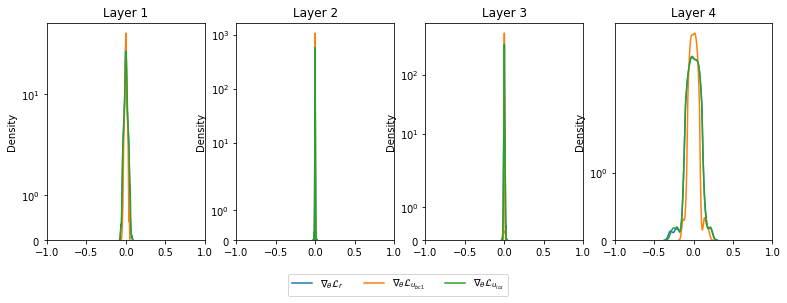 Layer 1 Layer 2 Layer 3 Layer 4
Density Density Density Density
10¹ 10⁰ 0
10³ 10² 10¹ 10⁰ 0
10² 10¹ 10⁰ 0
10⁰ 0
−1.0 −0.5 0.0 0.5 1.0 −1.0 −0.5 0.0 0.5 1.0 −1.0 −0.5 0.0 0.5 1.0 −1.0 −0.5 0.0 0.5 1.0
∇θℒr ∇θℒu_bc1 ∇θℒu_ics